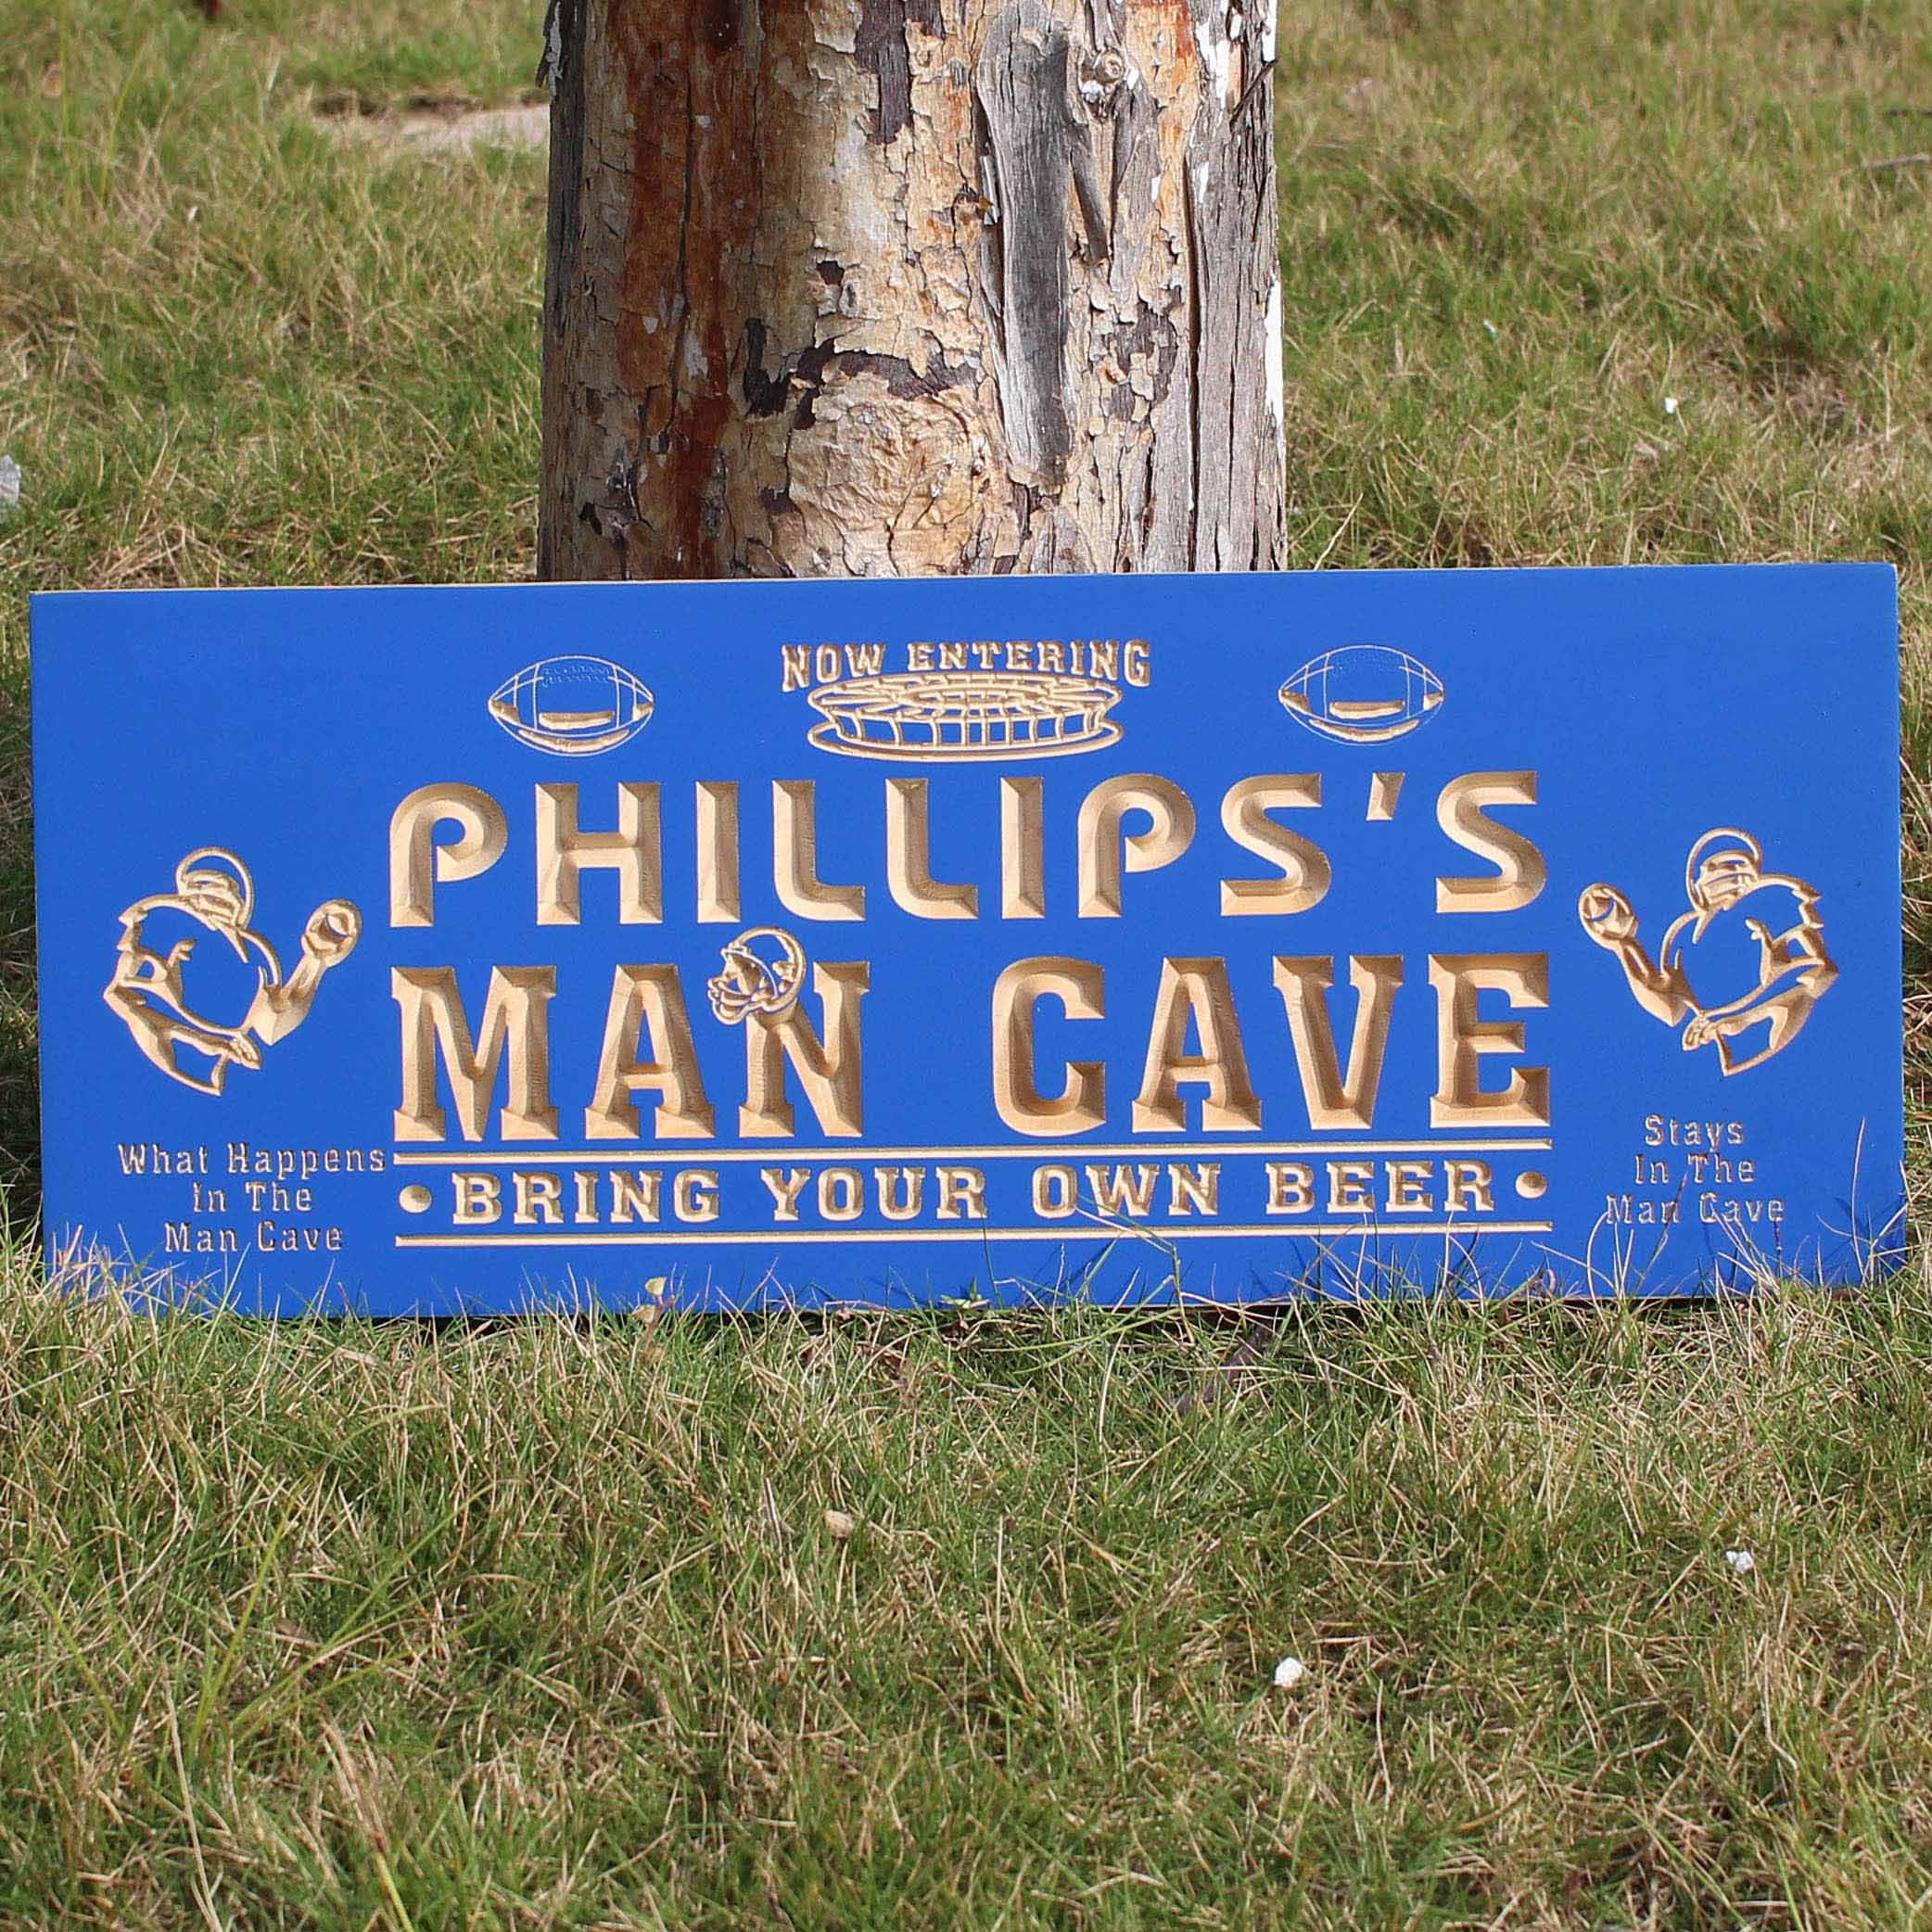 NOW ENTERING
PHILLIPS'S
MAN CAVE
BRING YOUR OWN BEER
What Happens
In The
Man Cave
Stays
In The
Man Cave